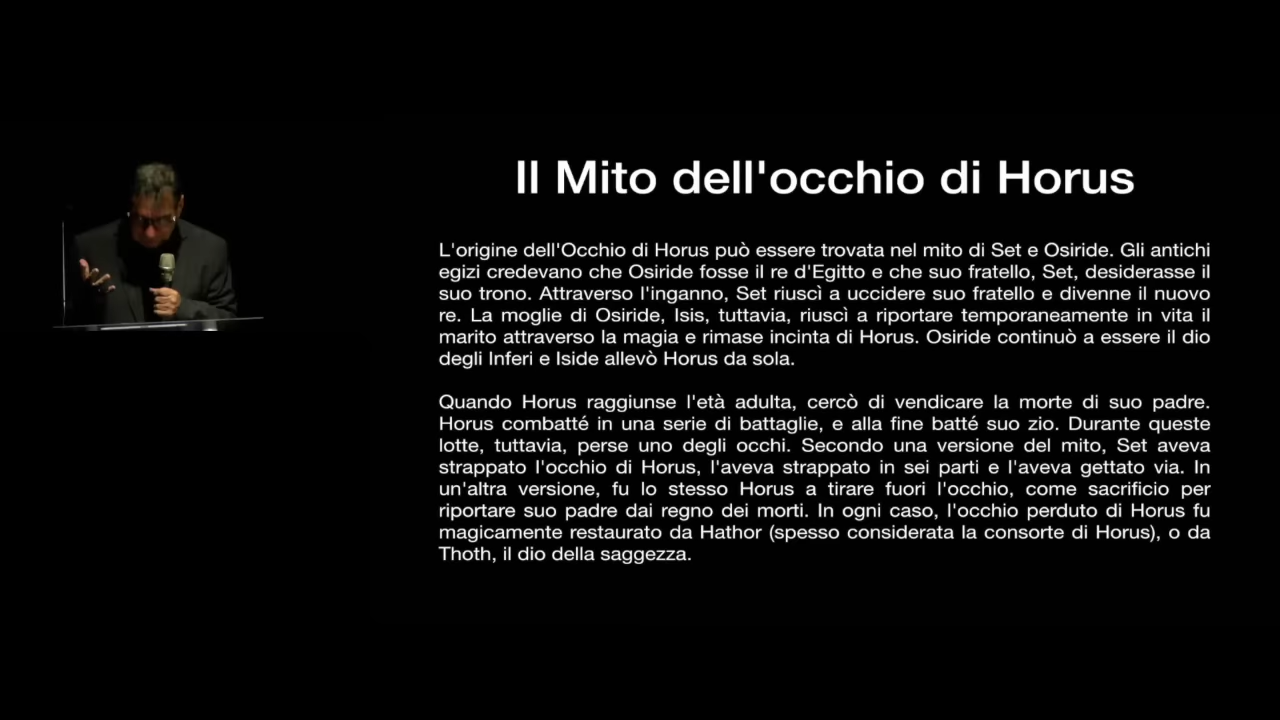 Il Mito dell'occhio di Horus
L'origine dell'Occhio di Horus può essere trovata nel mito di Set e Osiride. Gli antichi
egizi credevano che Osiride fosse il re d'Egitto e che suo fratello, Set, desiderasse il
suo trono. Attraverso l'inganno, Set riuscì a uccidere suo fratello e divenne il nuovo
re. La moglie di Osiride, Isis, tuttavia, riuscì a riportare temporaneamente in vita il
marito attraverso la magia e rimase incinta di Horus. Osiride continuò a essere il dio
degli Inferi e Iside allevò Horus da sola.
Quando Horus raggiunse l'età adulta, cercò di vendicare la morte di suo padre.
Horus combatté in una serie di battaglie, e alla fine batté suo zio. Durante queste
lotte, tuttavia, perse uno degli occhi. Secondo una versione del mito, Set aveva
strappato l'occhio di Horus, l'aveva strappato in sei parti e l'aveva gettato via. In
un'altra versione, fu lo stesso Horus a tirare fuori l'occhio, come sacrificio per
riportare suo padre dai regno dei morti. In ogni caso, l'occhio perduto di Horus fu
magicamente restaurato da Hathor (spesso considerata la consorte di Horus), o da
Thoth, il dio della saggezza.